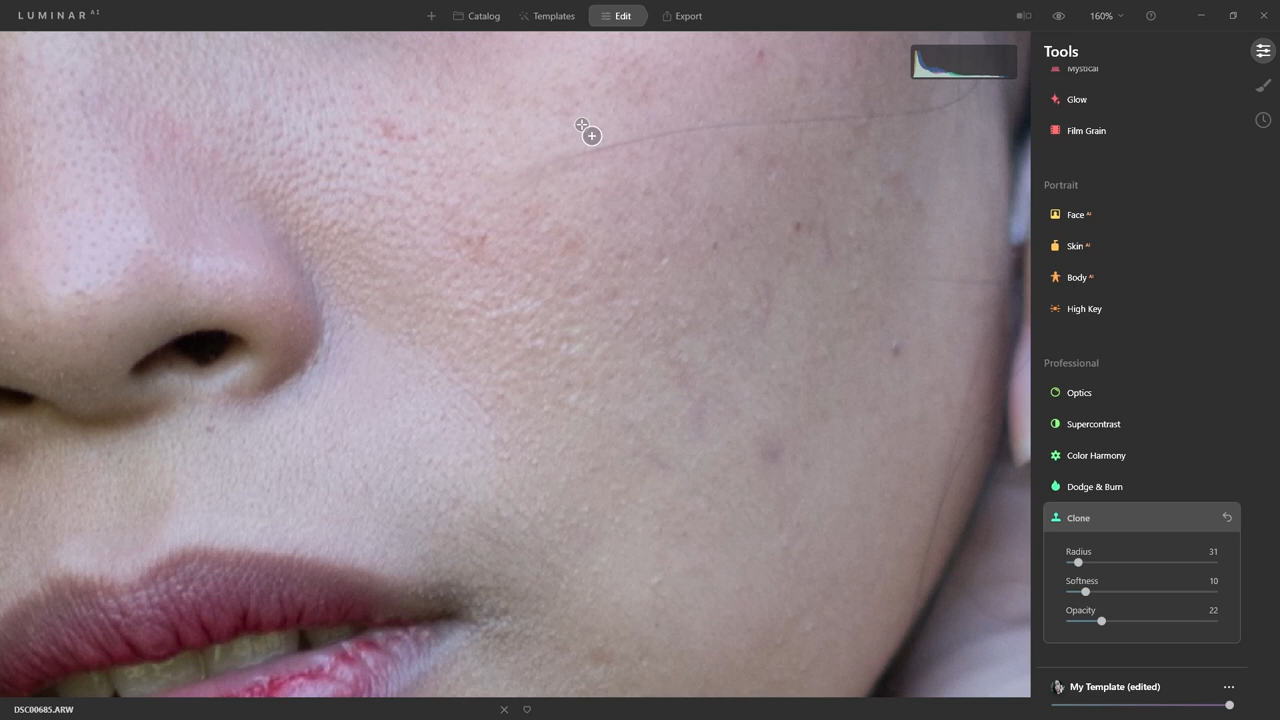 LUMINAR AI
Catalog
Templates
Edit
Export
160%
Tools
Mystical
Glow
Film Grain
Portrait
Face AI
Skin AI
Body AI
High Key
Professional
Optics
Supercontrast
Color Harmony
Dodge & Burn
Clone
Radius 31
Softness 10
Opacity 22
My Template (edited)
DSC00685.ARW